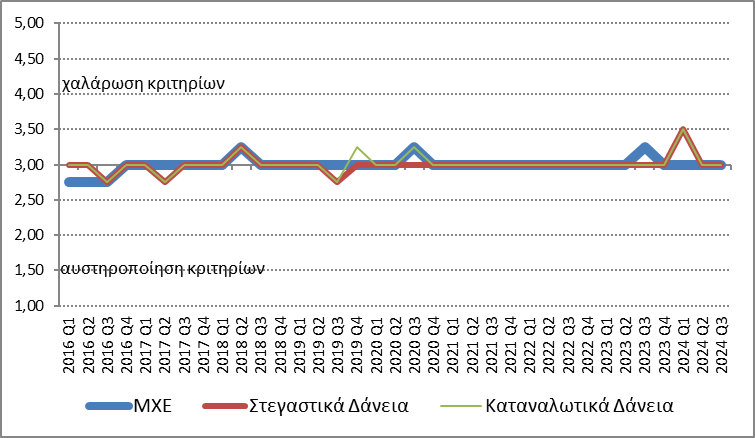 5,00
4,50
χαλάρωση κριτηρίων
4,00
3,50
3,00
2,50
2,00
1,50
αυστηροποίηση κριτηρίων
1,00
2016 Q1
2016 Q2
2016 Q3
2016 Q4
2017 Q1
2017 Q2
2017 Q3
2017 Q4
2018 Q1
2018 Q2
2018 Q3
2018 Q4
2019 Q1
2019 Q2
2019 Q3
2019 Q4
2020 Q1
2020 Q2
2020 Q3
2020 Q4
2021 Q1
2021 Q2
2021 Q3
2021 Q4
2022 Q1
2022 Q2
2022 Q3
2022 Q4
2023 Q1
2023 Q2
2023 Q3
2023 Q4
2024 Q1
2024 Q2
2024 Q3
ΜΧΕ Στεγαστικά Δάνεια Καταναλωτικά Δάνεια